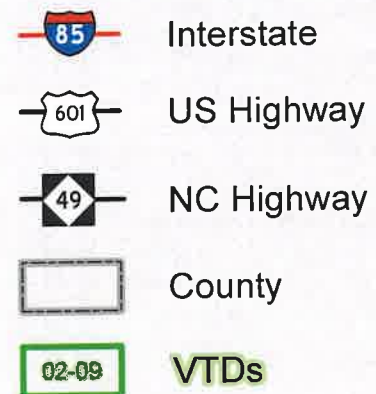 85 Interstate
601 US Highway
49 NC Highway
County
02-09 VTDs